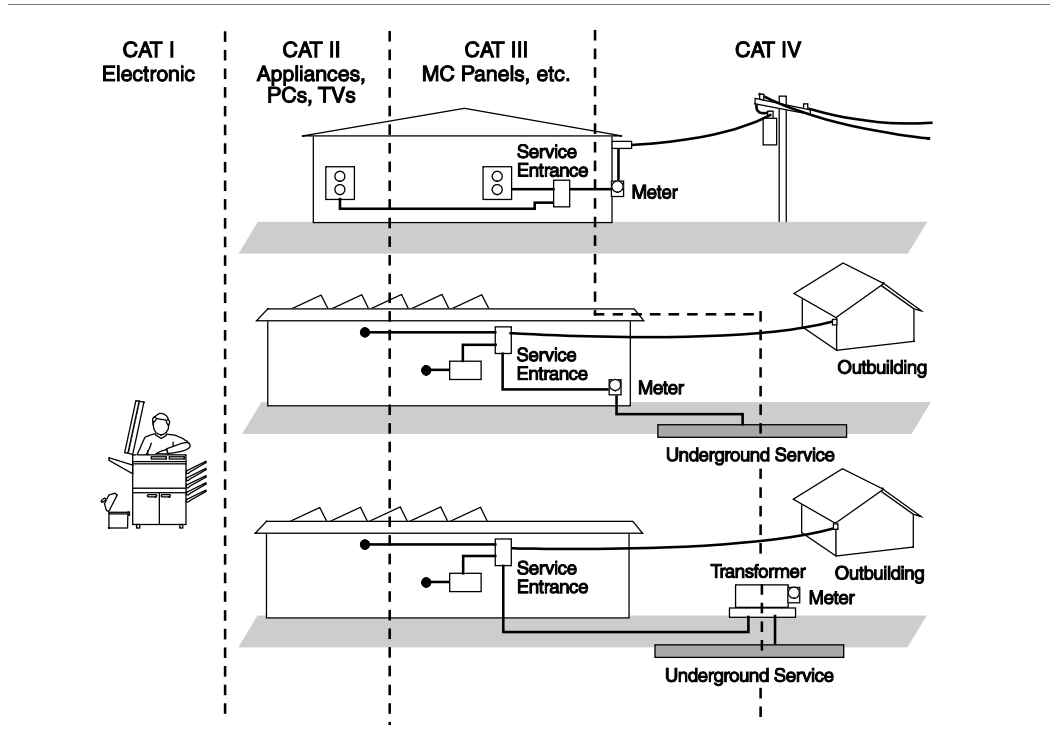 CAT I
Electronic
CAT II
Appliances,
PCs, TVs
CAT III
MC Panels, etc.
CAT IV
Service
Entrance
Meter
Service
Entrance
Meter
Outbuilding
Underground Service
Service
Entrance
Transformer
Meter
Outbuilding
Underground Service